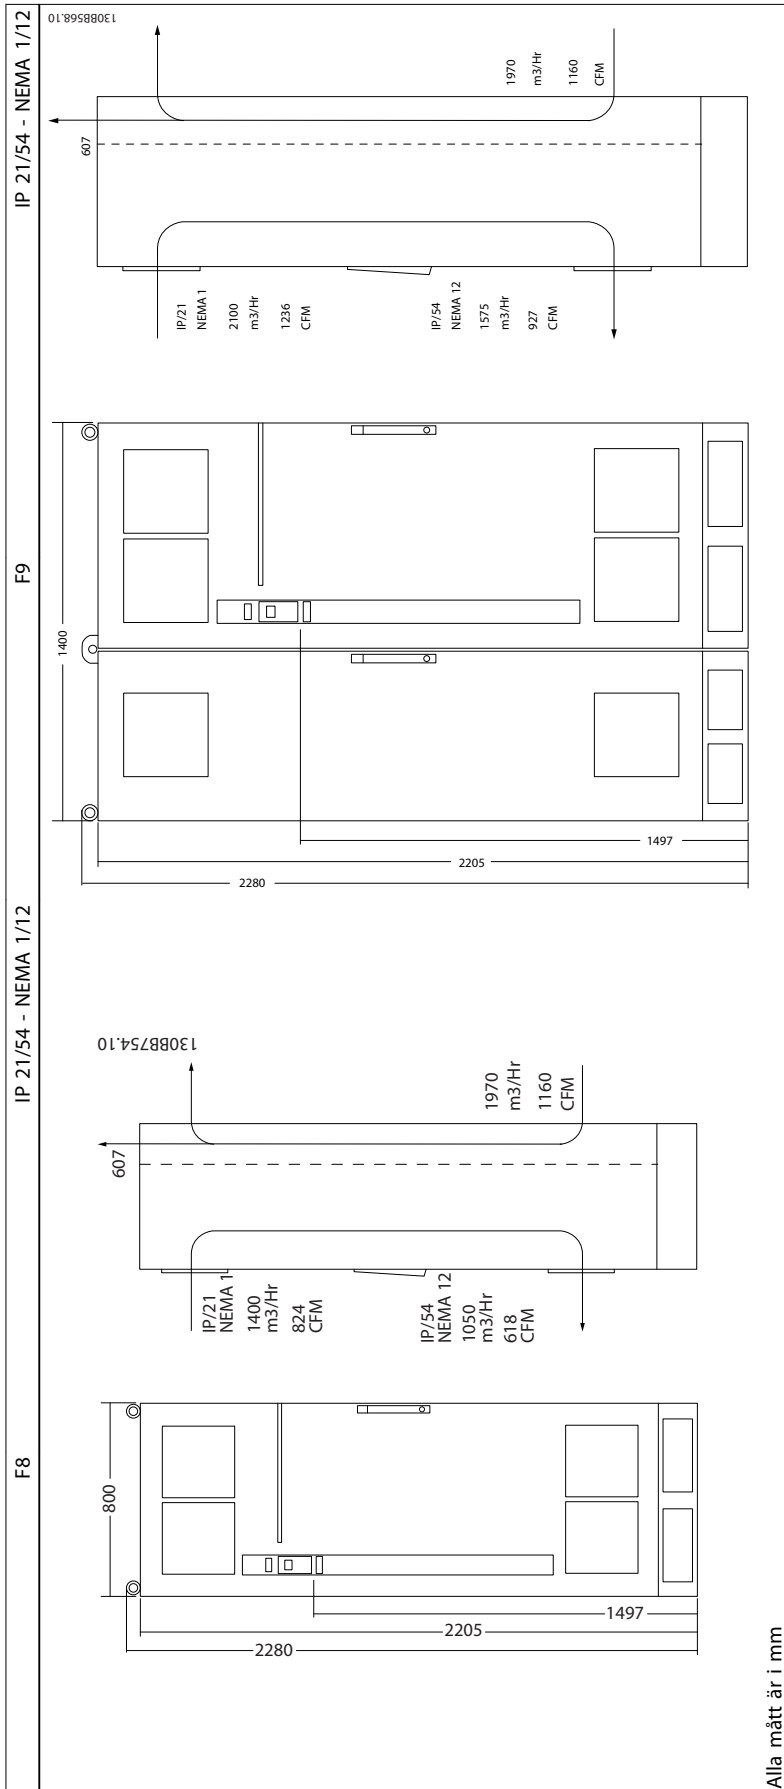 F8
IP 21/54 - NEMA 1/12
F9
IP 21/54 - NEMA 1/12
800
2280
2205
1497
IP/21
NEMA 1
1400
m3/Hr
824
CFM
IP/54
NEMA 12
1050
m3/Hr
618
CFM
607
1970
m3/Hr
1160
CFM
130BB754.10
1400
2280
2205
1497
IP/21
NEMA 1
2100
m3/Hr
1236
CFM
IP/54
NEMA 12
1575
m3/Hr
927
CFM
607
1970
m3/Hr
1160
CFM
130BB568.10
Alla mått är i mm